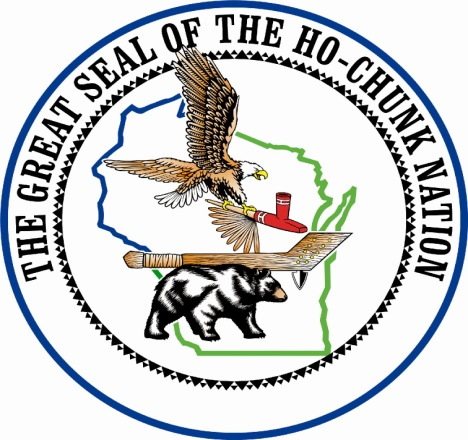 THE GREAT SEAL OF THE HO-CHUNK NATION